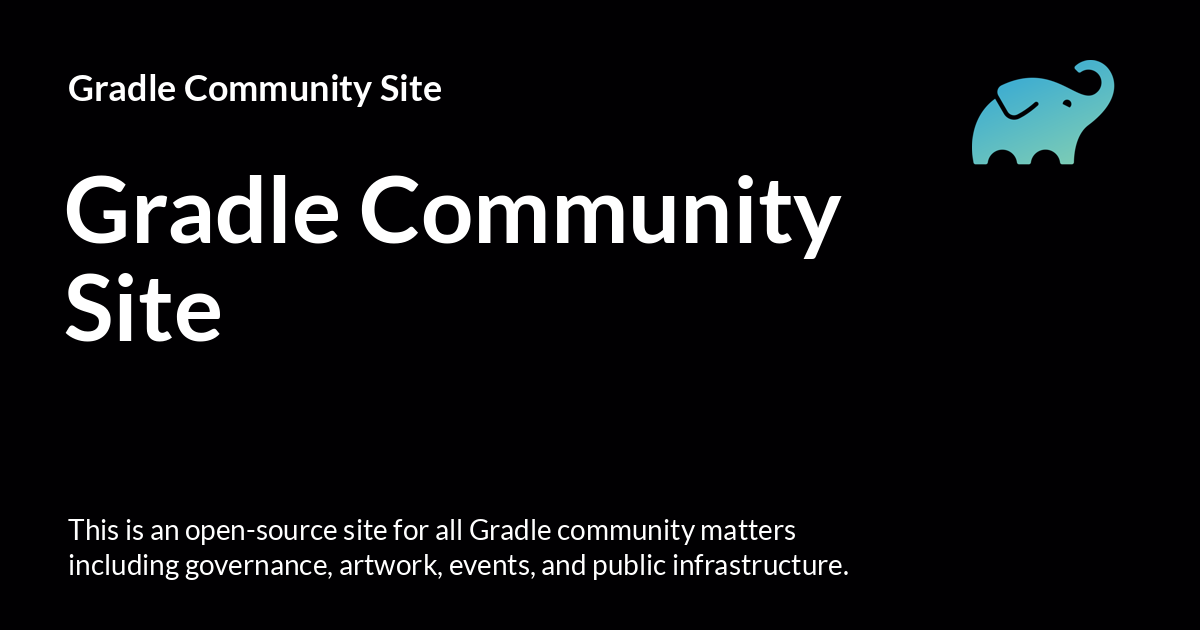 Gradle Community Site
Gradle Community
Site
This is an open-source site for all Gradle community matters
including governance, artwork, events, and public infrastructure.